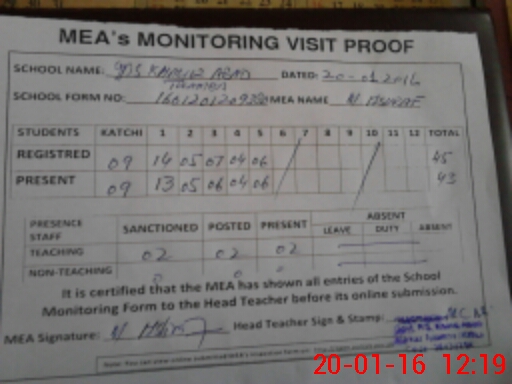 MEA's MONITORING VISIT PROOF
SCHOOL NAME: DATED: 20-01-2016
SCHOOL FORM NO: MEA NAME
STUDENTS KATCHI 1 2 3 4 5 6 7 8 9 10 11 12 TOTAL
REGISTRED 09 14 05 07 04 06 45
PRESENT 09 13 05 06 04 06 43
PRESENCE STAFF SANCTIONED POSTED PRESENT ABSENT
LEAVE DUTY ABSENT
TEACHING 02 02 02
NON-TEACHING 0 0 0
It is certified that the MEA has shown all entries of the School
Monitoring Form to the Head Teacher before its online submission.
MEA Signature: Head Teacher Sign & Stamp:
20-01-16 12:19